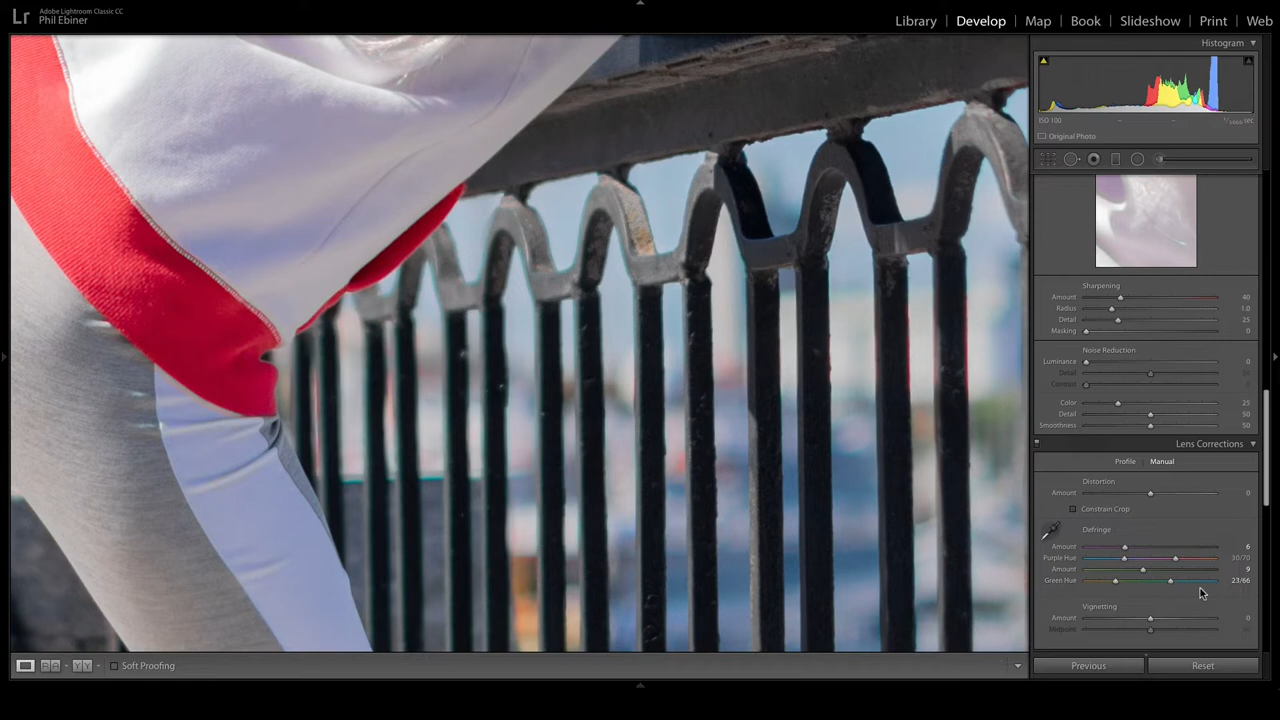 Lr
Adobe Lightroom Classic CC
Phil Ebiner
Library | Develop | Map | Book | Slideshow | Print | Web
Histogram
ISO 100
sec
Original Photo
Sharpening
Amount 40
Radius 1.0
Detail 25
Masking 0
Noise Reduction
Luminance 0
Detail
Contrast
Color 25
Detail 50
Smoothness 50
Lens Corrections
Profile | Manual
Distortion
Amount 0
Constrain Crop
Defringe
Amount 6
Purple Hue 30/70
Amount 9
Green Hue 23/66
Vignetting
Amount 0
Midpoint
Soft Proofing
Previous
Reset